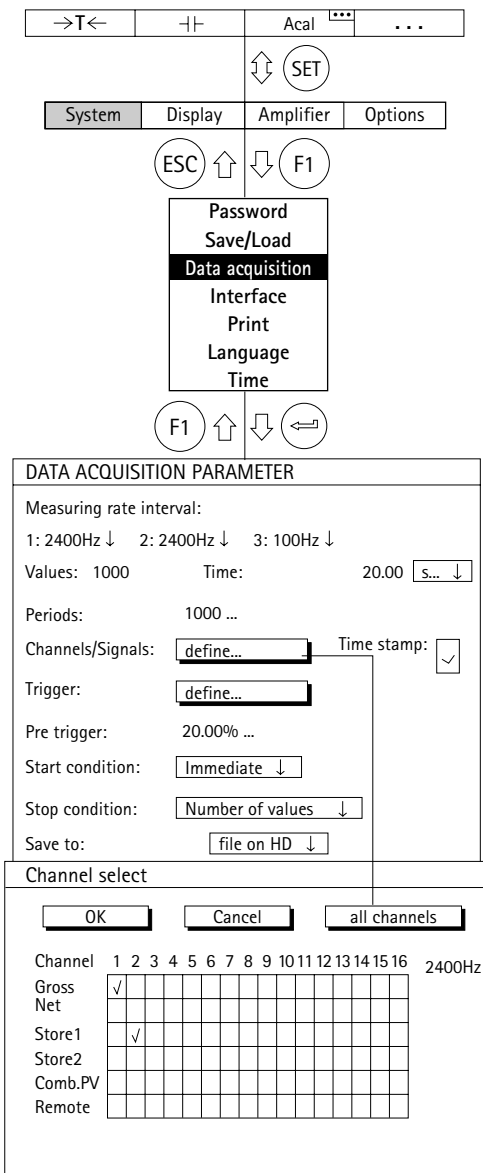 →T← ⊣⊢ Acal ••• ...
SET
System Display Amplifier Options
ESC F1
Password
Save/Load
Data acquisition
Interface
Print
Language
Time
F1
DATA ACQUISITION PARAMETER
Measuring rate interval:
1: 2400Hz ↓ 2: 2400Hz ↓ 3: 100Hz ↓
Values: 1000 Time: 20.00 s... ↓
Periods: 1000 ...
Channels/Signals: define... Time stamp: ✓
Trigger: define...
Pre trigger: 20.00% ...
Start condition: Immediate ↓
Stop condition: Number of values ↓
Save to: file on HD ↓
Channel select
OK Cancel all channels
Channel 1 2 3 4 5 6 7 8 9 10 11 12 13 14 15 16 2400Hz
Gross √
Net
Store1 √
Store2
Comb.PV
Remote